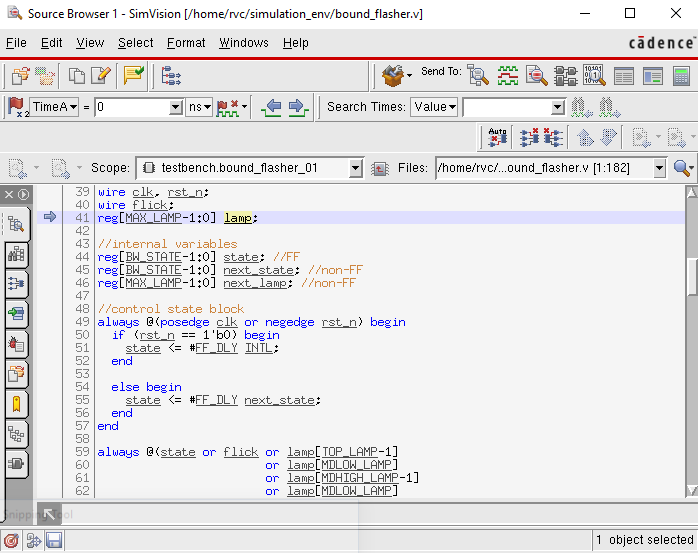 Source Browser 1 - SimVision [/home/rvc/simulation_env/bound_flasher.v]
File Edit View Select Format Windows Help cādence
Send To:
x2 TimeA = 0 ns Search Times: Value
Auto
Scope: testbench.bound_flasher_01 Files: /home/rvc/...ound_flasher.v [1:182]
39 wire clk, rst_n;
40 wire flick;
41 reg[MAX_LAMP-1:0] lamp;
42
43 //internal variables
44 reg[BW_STATE-1:0] state; //FF
45 reg[BW_STATE-1:0] next_state; //non-FF
46 reg[MAX_LAMP-1:0] next_lamp; //non-FF
47
48 //control state block
49 always @(posedge clk or negedge rst_n) begin
50 if (rst_n == 1'b0) begin
51 state <= #FF_DLY INTL;
52 end
53
54 else begin
55 state <= #FF_DLY next_state;
56 end
57 end
58
59 always @(state or flick or lamp[TOP_LAMP-1]
60 or lamp[MDLOW_LAMP]
61 or lamp[MDHIGH_LAMP-1]
62 or lamp[MDLOW_LAMP]
Snipping Tool
1 object selected